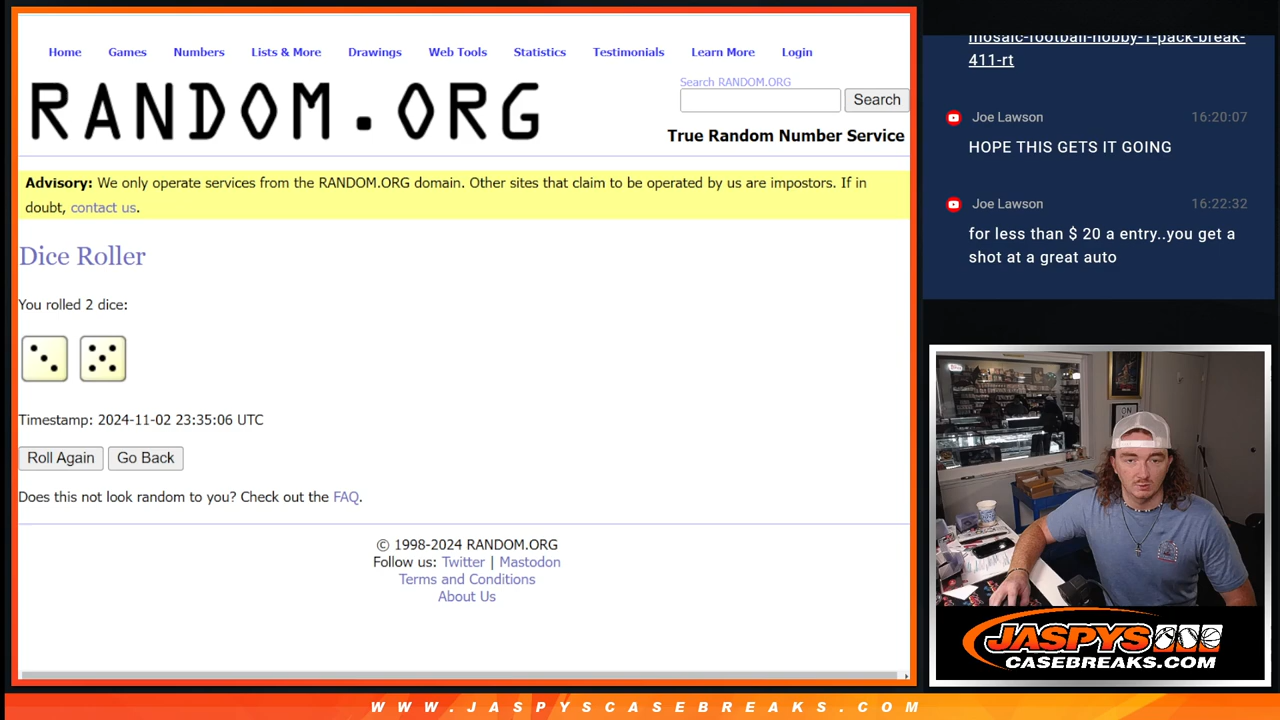 Home Games Numbers Lists & More Drawings Web Tools Statistics Testimonials Learn More Login
RANDOM.ORG
Search RANDOM.ORG
Search
True Random Number Service
Advisory: We only operate services from the RANDOM.ORG domain. Other sites that claim to be operated by us are impostors. If in
doubt, contact us.
Dice Roller
You rolled 2 dice:
Timestamp: 2024-11-02 23:35:06 UTC
Roll Again Go Back
Does this not look random to you? Check out the FAQ.
© 1998-2024 RANDOM.ORG
Follow us: Twitter | Mastodon
Terms and Conditions
About Us
mosaic-football-hobby-1-pack-break-
411-rt
Joe Lawson 16:20:07
HOPE THIS GETS IT GOING
Joe Lawson 16:22:32
for less than $ 20 a entry..you get a
shot at a great auto
ON
JASPYS
CASEBREAKS.COM
WWW.JASPYSCASEBREAKS.COM